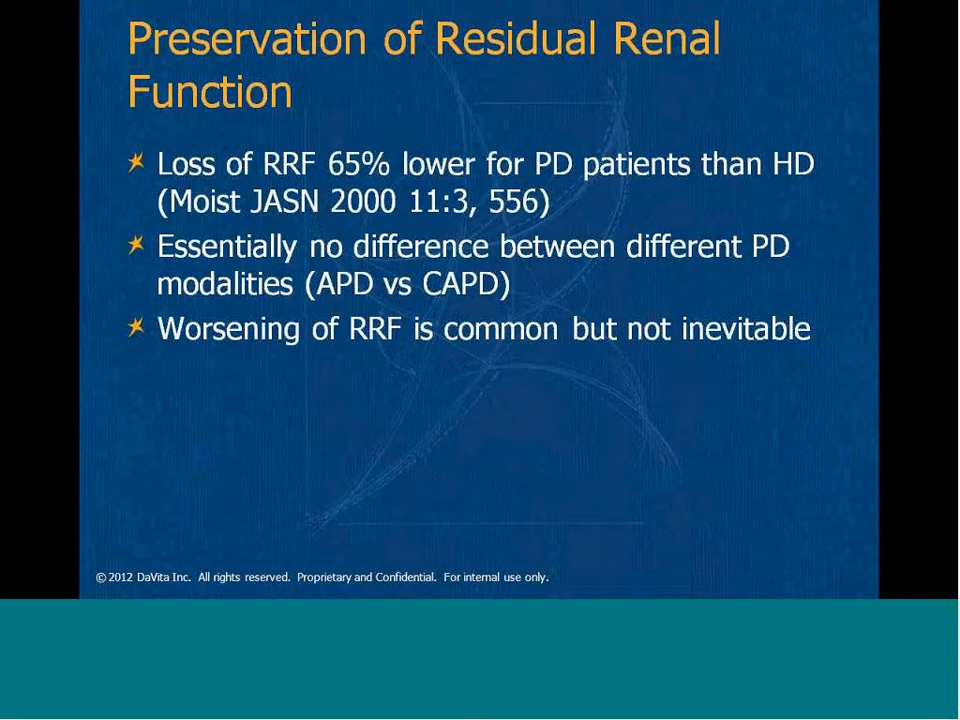 Preservation of Residual Renal
Function
Loss of RRF 65% lower for PD patients than HD
(Moist JASN 2000 11:3, 556)
Essentially no difference between different PD
modalities (APD vs CAPD)
Worsening of RRF is common but not inevitable
© 2012 DaVita Inc. All rights reserved. Proprietary and Confidential. For internal use only.